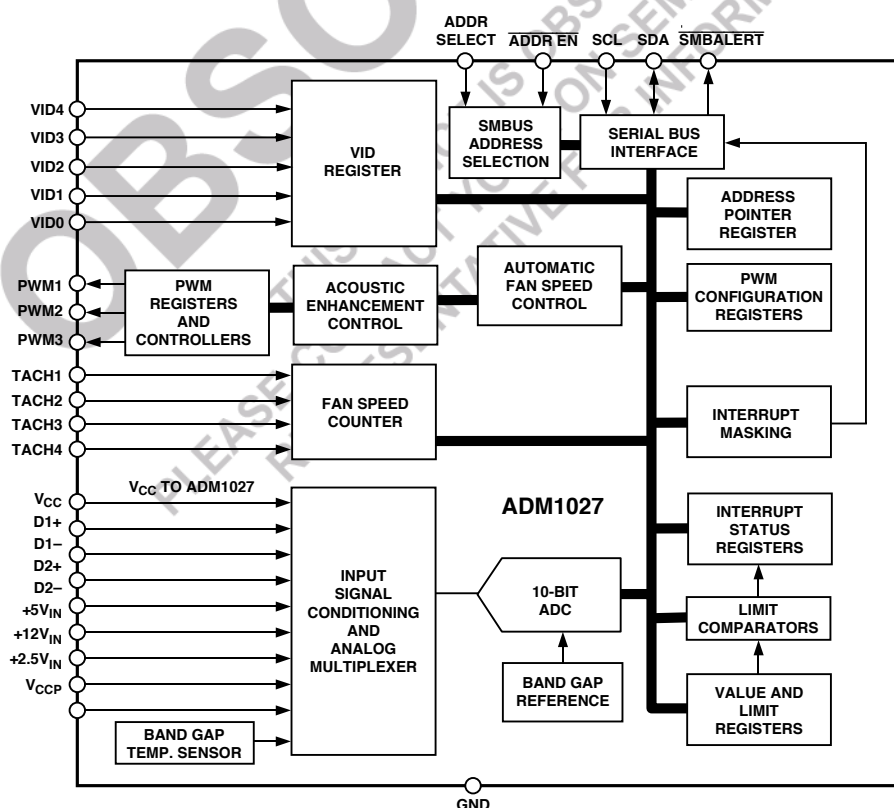 ADDR
SELECT
ADDR EN
SCL
SDA
SMBALERT
VID4
VID3
VID2
VID1
VID0
VID
REGISTER
SMBUS
ADDRESS
SELECTION
SERIAL BUS
INTERFACE
ADDRESS
POINTER
REGISTER
PWM1
PWM2
PWM3
PWM
REGISTERS
AND
CONTROLLERS
ACOUSTIC
ENHANCEMENT
CONTROL
AUTOMATIC
FAN SPEED
CONTROL
PWM
CONFIGURATION
REGISTERS
TACH1
TACH2
TACH3
TACH4
FAN SPEED
COUNTER
INTERRUPT
MASKING
VCC
D1+
D1–
D2+
D2–
+5VIN
+12VIN
+2.5VIN
VCCP
VCC TO ADM1027
INPUT
SIGNAL
CONDITIONING
AND
ANALOG
MULTIPLEXER
ADM1027
10-BIT
ADC
INTERRUPT
STATUS
REGISTERS
LIMIT
COMPARATORS
BAND GAP
REFERENCE
VALUE AND
LIMIT
REGISTERS
BAND GAP
TEMP. SENSOR
GND